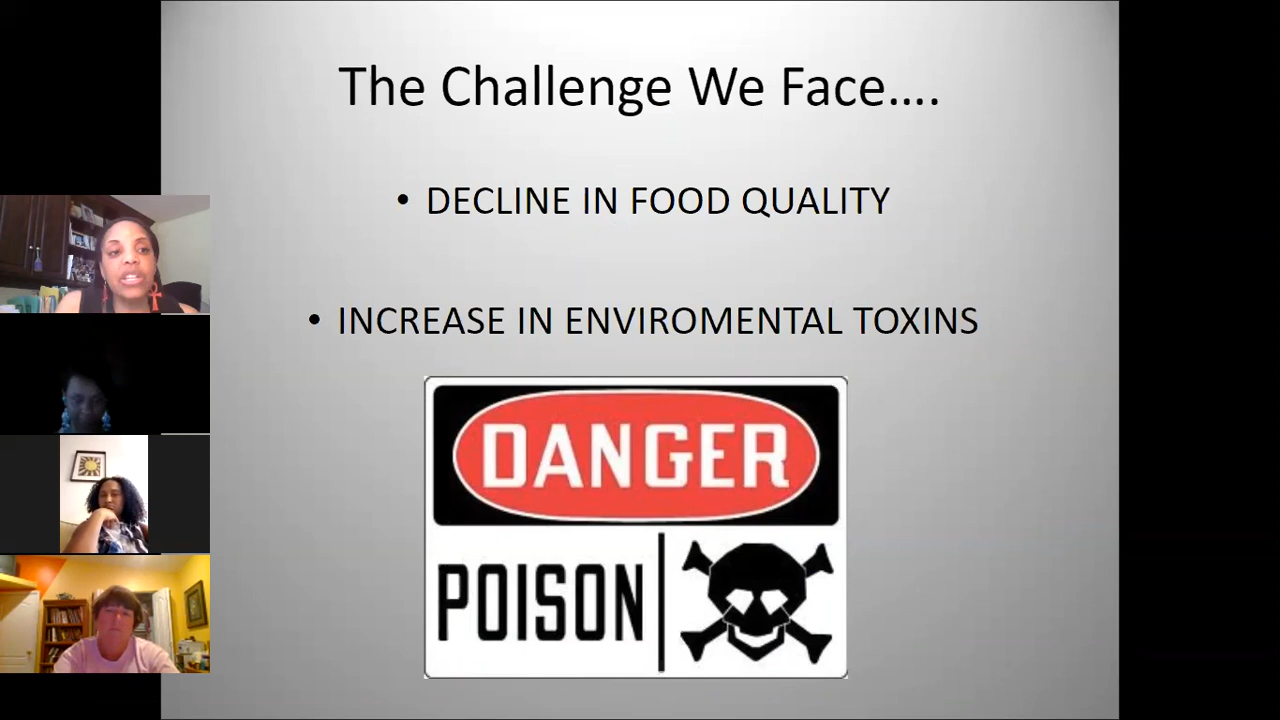 The Challenge We Face....
• DECLINE IN FOOD QUALITY
• INCREASE IN ENVIROMENTAL TOXINS
DANGER
POISON